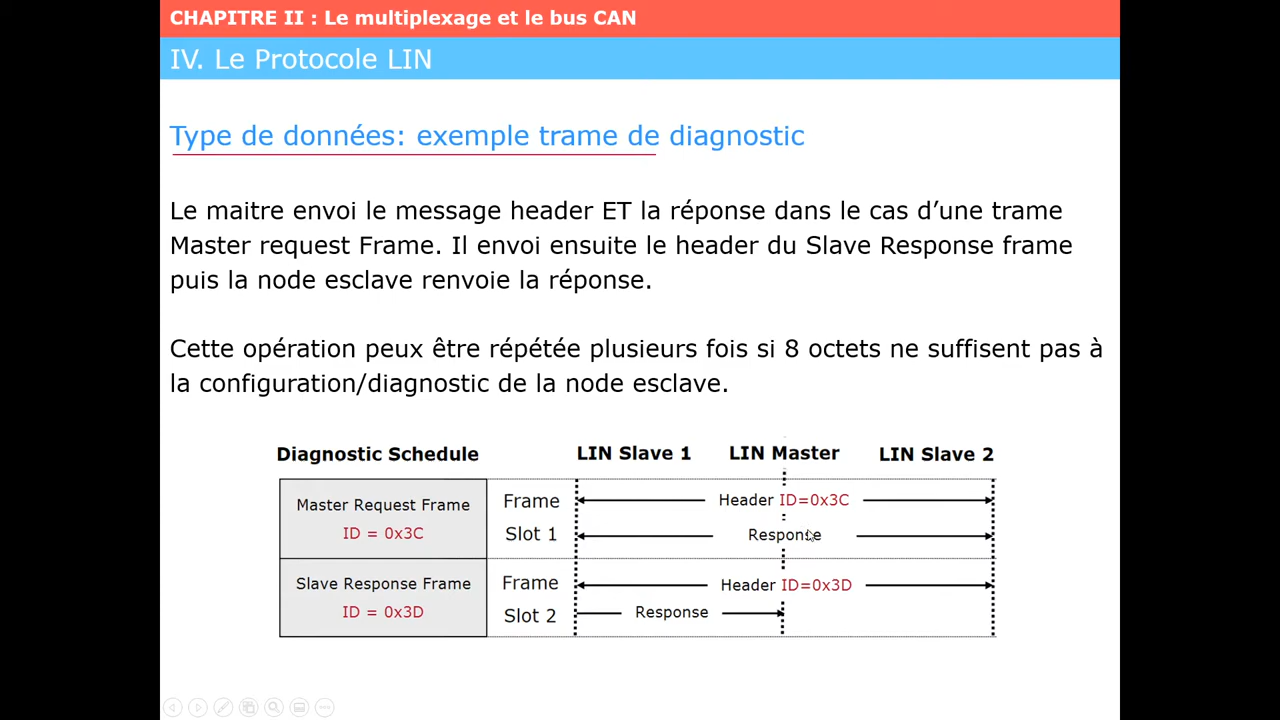 CHAPITRE II : Le multiplexage et le bus CAN
IV. Le Protocole LIN
Type de données: exemple trame de diagnostic
Le maitre envoi le message header ET la réponse dans le cas d’une trame
Master request Frame. Il envoi ensuite le header du Slave Response frame
puis la node esclave renvoie la réponse.
Cette opération peux être répétée plusieurs fois si 8 octets ne suffisent pas à
la configuration/diagnostic de la node esclave.
Diagnostic Schedule
LIN Slave 1 LIN Master LIN Slave 2
Master Request Frame
ID = 0x3C
Frame
Slot 1
Header ID=0x3C
Response
Slave Response Frame
ID = 0x3D
Frame
Slot 2
Header ID=0x3D
Response